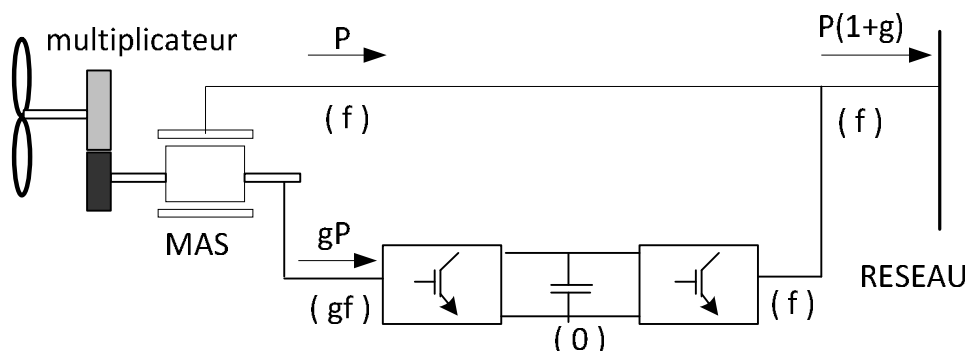 multiplicateur
P
P(1+g)
( f )
( f )
MAS
gP
( gf )
( 0 )
( f )
RESEAU